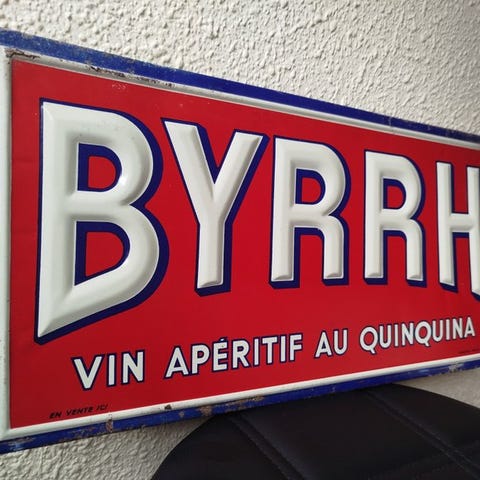 BYRRH
VIN APÉRITIF AU QUINQUINA
EN VENTE ICI